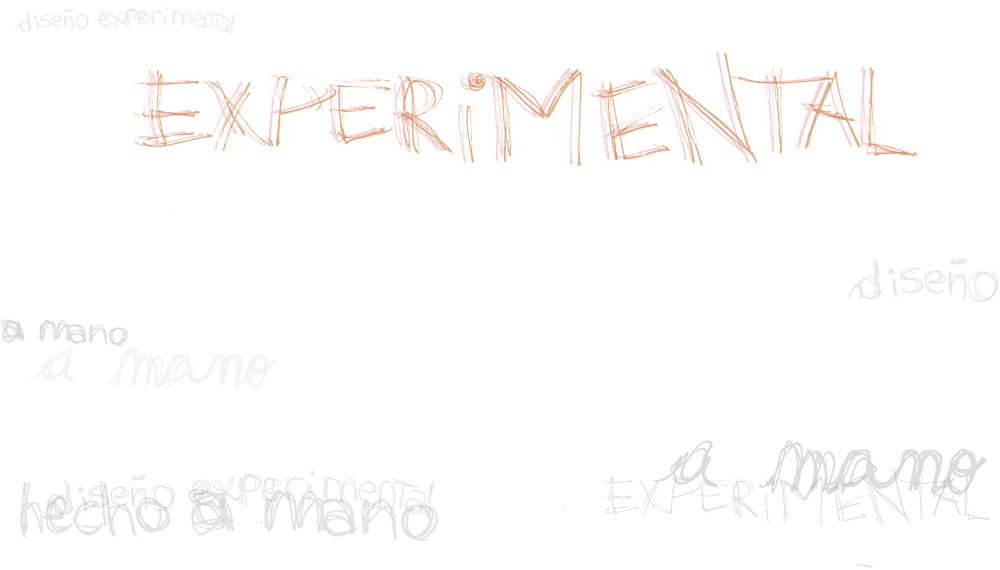 diseño experimental
EXPERiMENTAL
diseño
a mano
a mano
a mano
diseño experimental
EXPERiMENTAL
hecho a mano